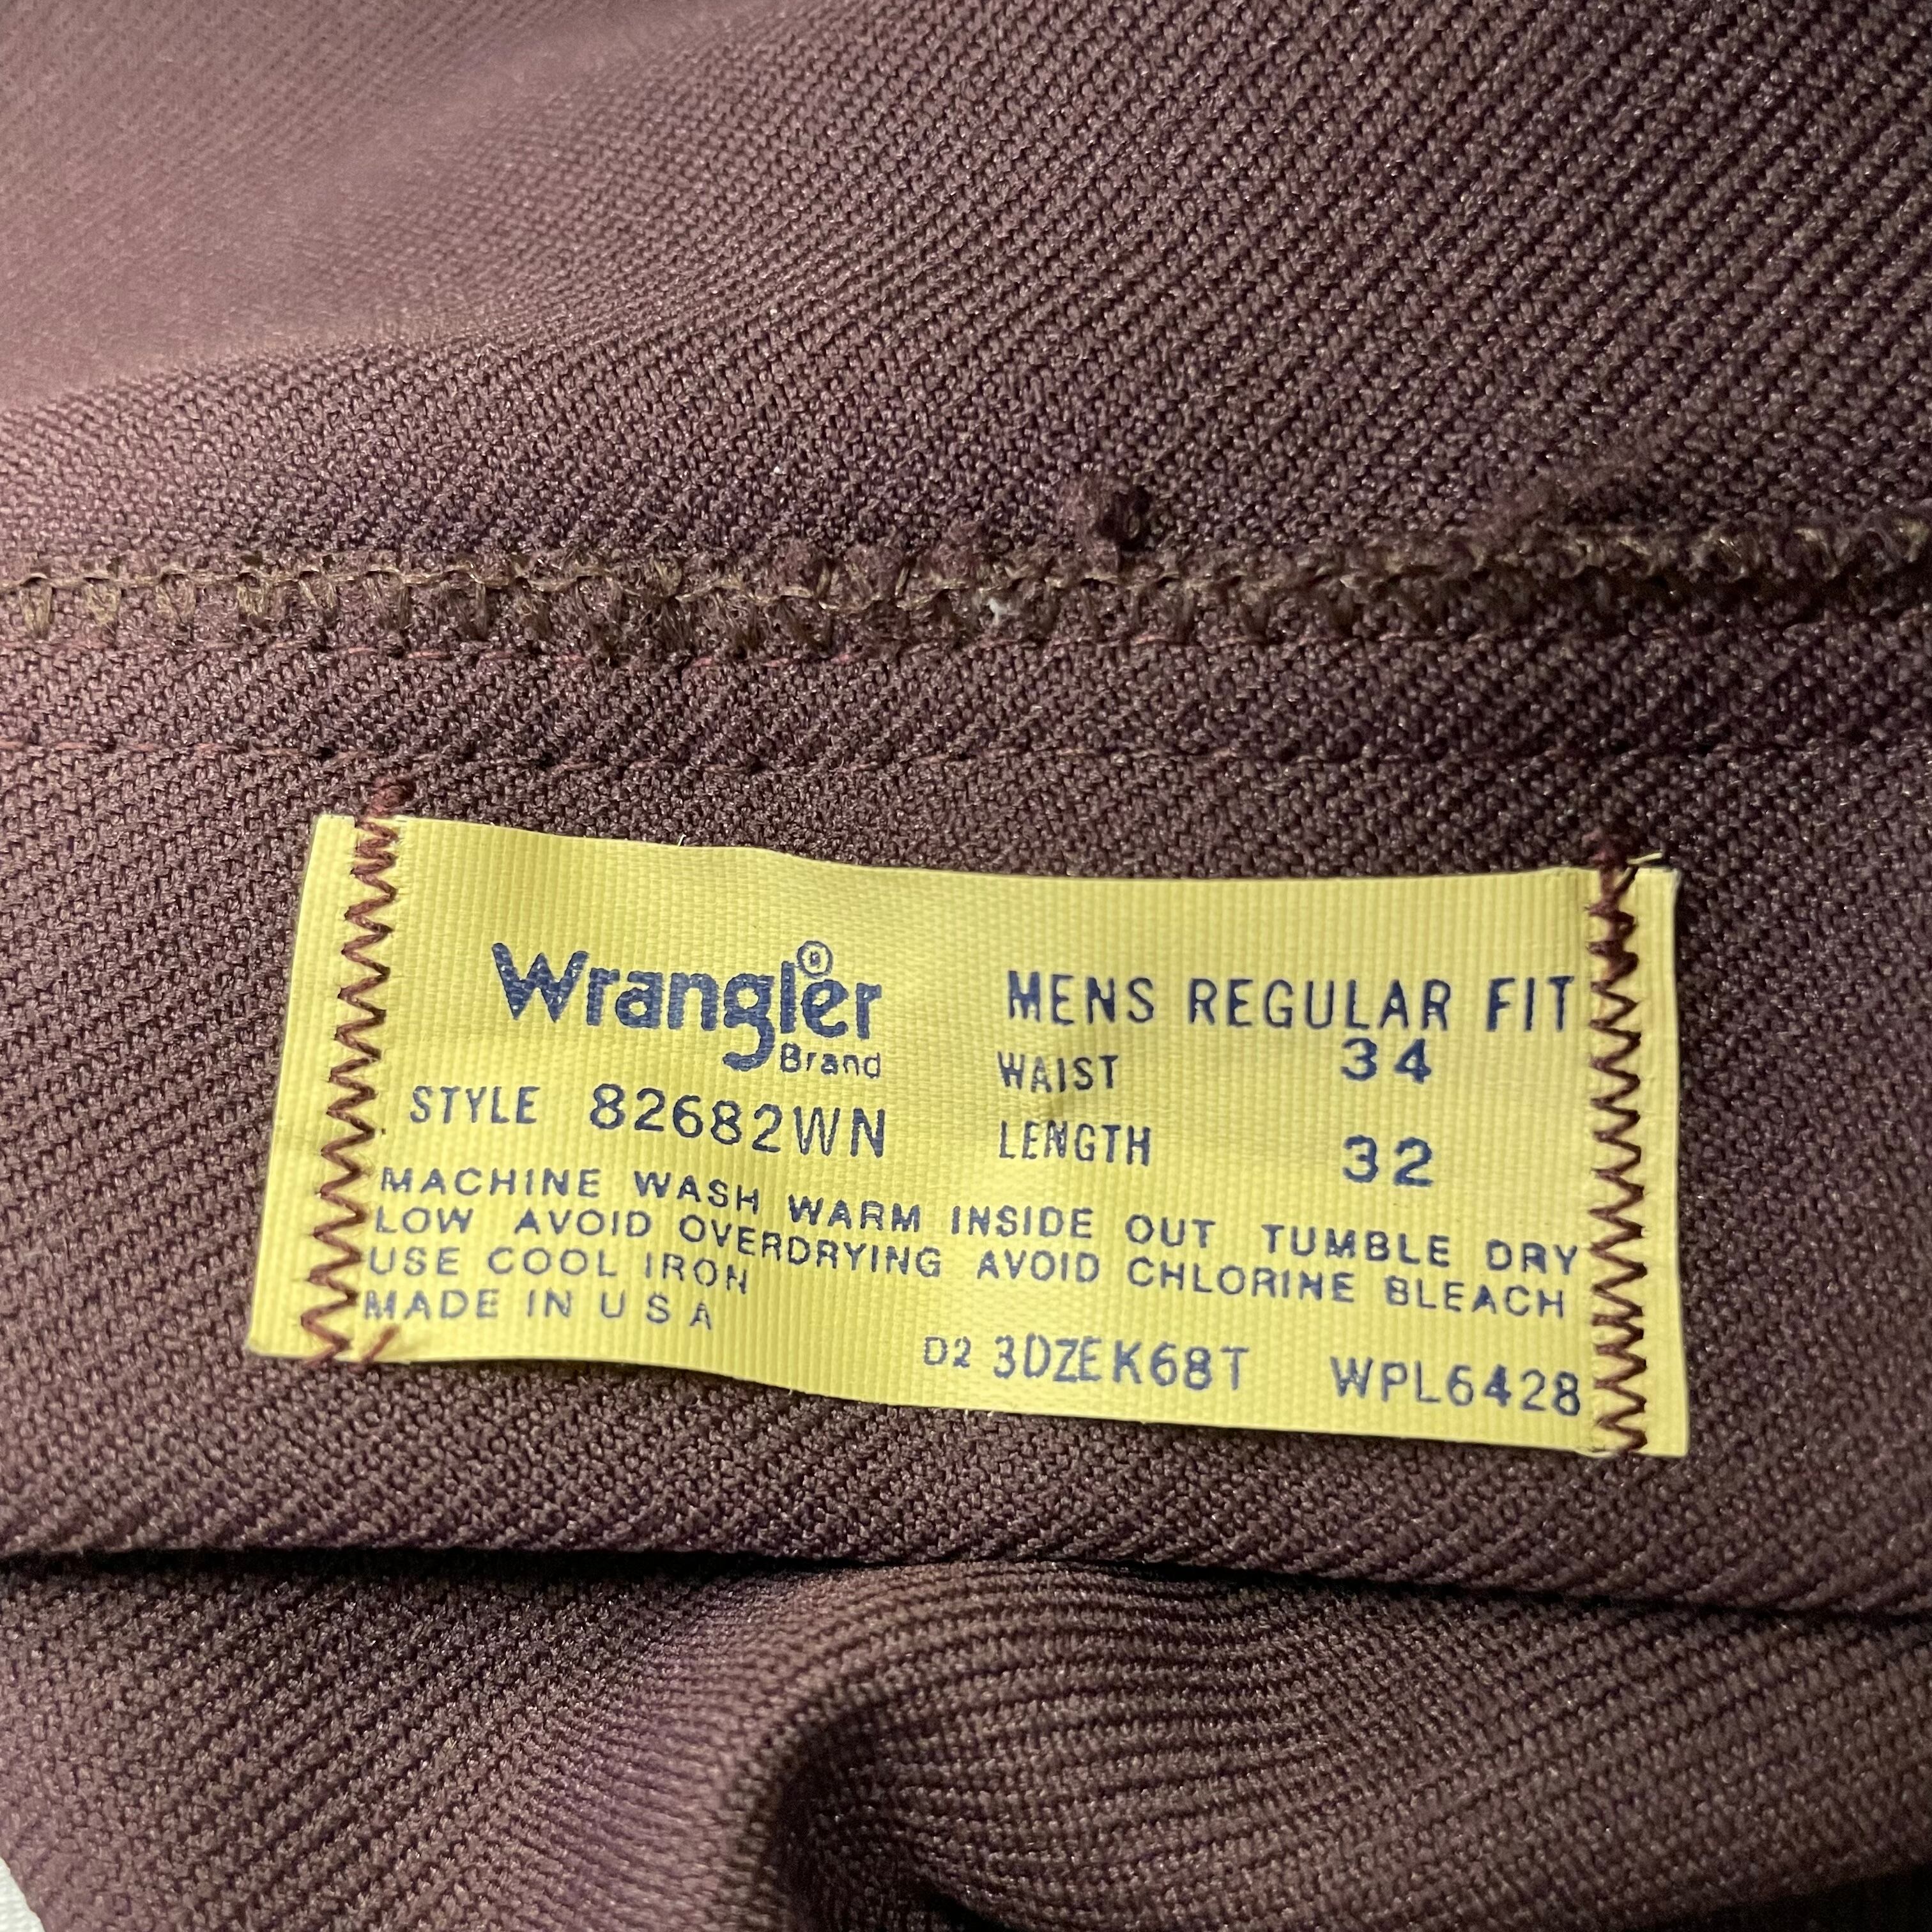 Wrangler®
Brand
STYLE 82682WN
MENS REGULAR FIT
WAIST 34
LENGTH 32
MACHINE WASH WARM INSIDE OUT TUMBLE DRY
LOW AVOID OVERDRYING AVOID CHLORINE BLEACH
USE COOL IRON
MADE IN U S A
D2 3DZEK68T WPL6428